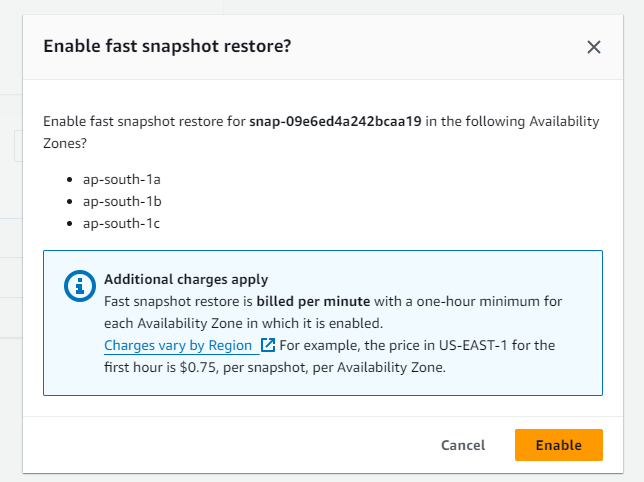 Enable fast snapshot restore?
Enable fast snapshot restore for snap-09e6ed4a242bcaa19 in the following Availability
Zones?
ap-south-1a
ap-south-1b
ap-south-1c
Additional charges apply
Fast snapshot restore is billed per minute with a one-hour minimum for
each Availability Zone in which it is enabled.
Charges vary by Region For example, the price in US-EAST-1 for the
first hour is $0.75, per snapshot, per Availability Zone.
Cancel Enable